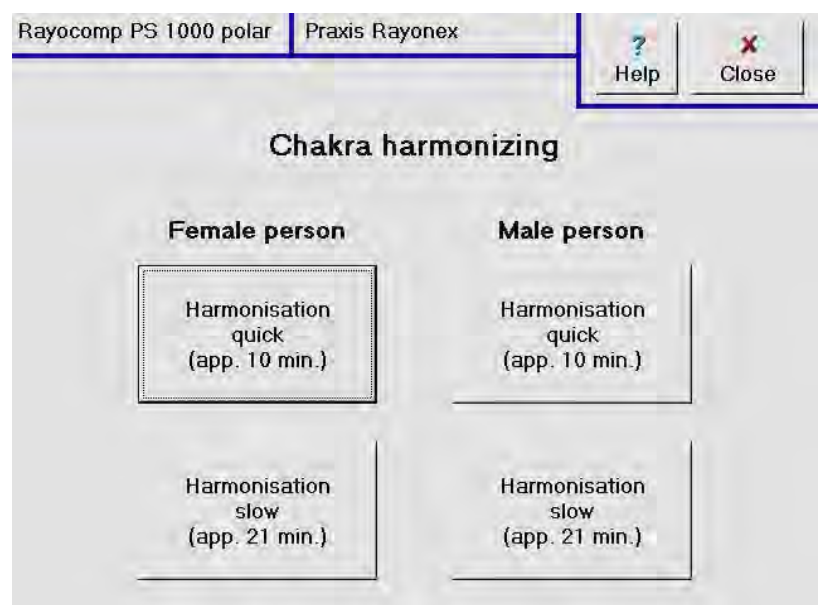 Rayocomp PS 1000 polar
Praxis Rayonex
?
Help
x
Close
Chakra harmonizing
Female person
Male person
Harmonisation
quick
(app. 10 min.)
Harmonisation
quick
(app. 10 min.)
Harmonisation
slow
(app. 21 min.)
Harmonisation
slow
(app. 21 min.)